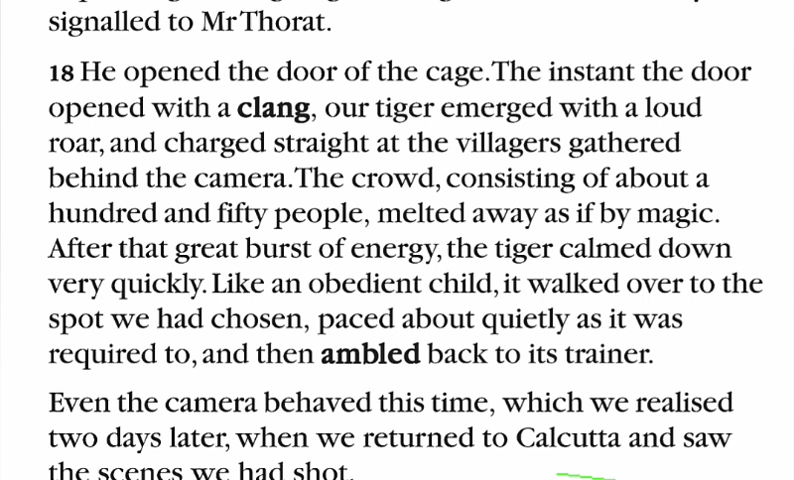 signalled to Mr Thorat.
18 He opened the door of the cage. The instant the door
opened with a clang, our tiger emerged with a loud
roar, and charged straight at the villagers gathered
behind the camera. The crowd, consisting of about a
hundred and fifty people, melted away as if by magic.
After that great burst of energy, the tiger calmed down
very quickly. Like an obedient child, it walked over to the
spot we had chosen, paced about quietly as it was
required to, and then ambled back to its trainer.
Even the camera behaved this time, which we realised
two days later, when we returned to Calcutta and saw
the scenes we had shot.